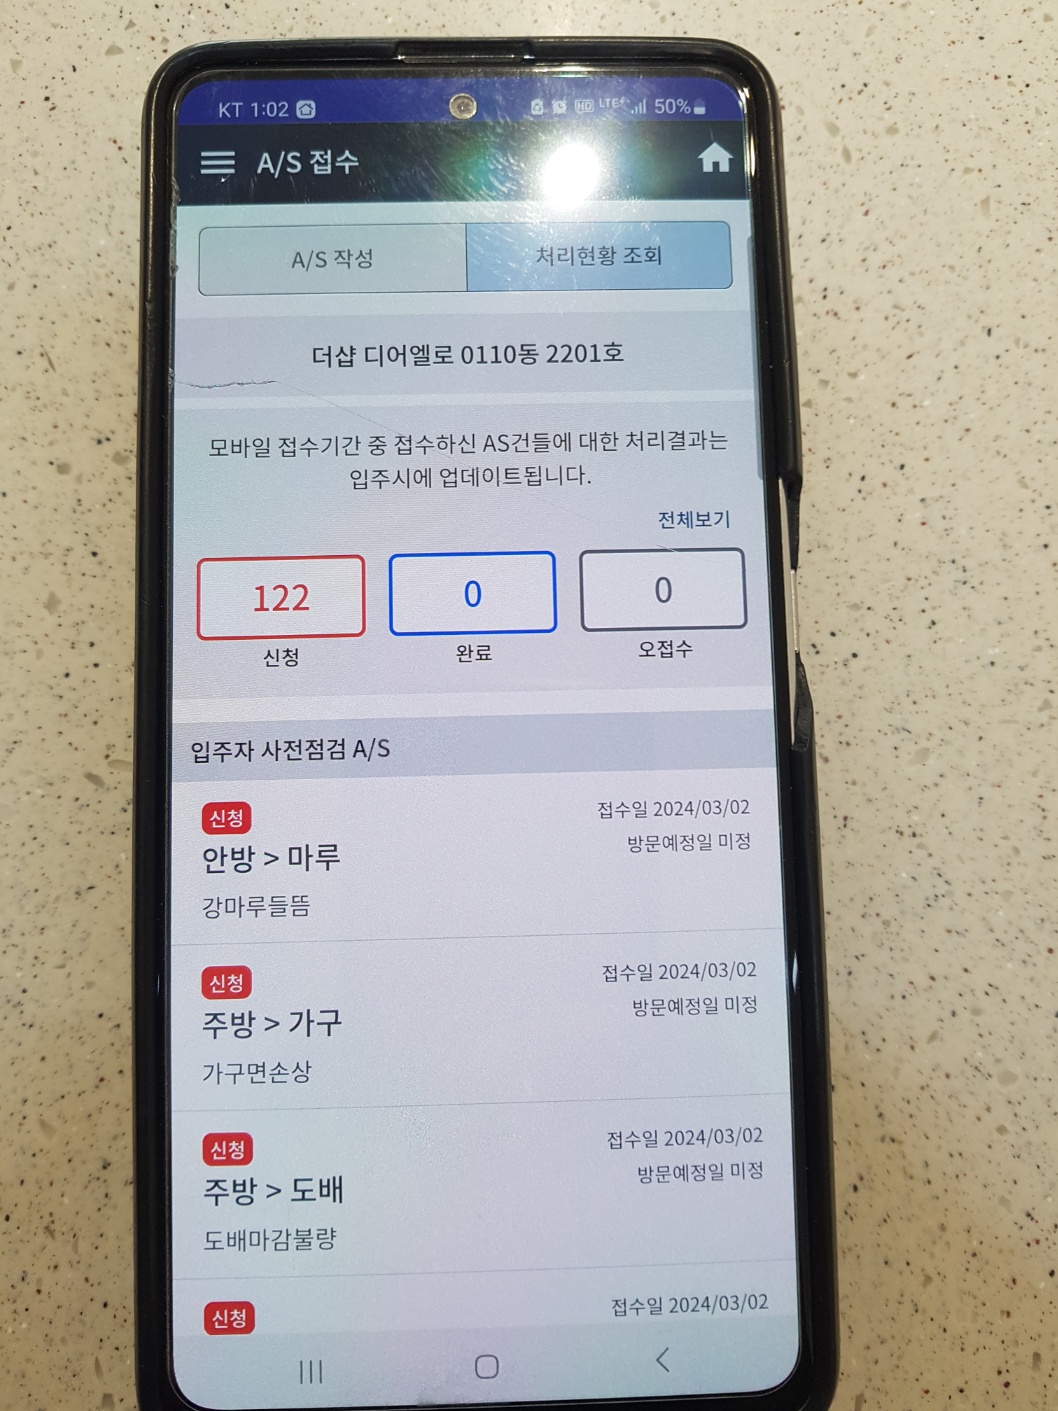 KT 1:02
HD LTE+ 50%
A/S 접수
A/S 작성
처리현황 조회
더샵 디어엘로 0110동 2201호
모바일 접수기간 중 접수하신 AS건들에 대한 처리결과는
입주시에 업데이트됩니다.
전체보기
122
0
0
신청
완료
오접수
입주자 사전점검 A/S
신청
접수일 2024/03/02
방문예정일 미정
안방 > 마루
강마루들뜸
신청
접수일 2024/03/02
방문예정일 미정
주방 > 가구
가구면손상
신청
접수일 2024/03/02
방문예정일 미정
주방 > 도배
도배마감불량
신청
접수일 2024/03/02